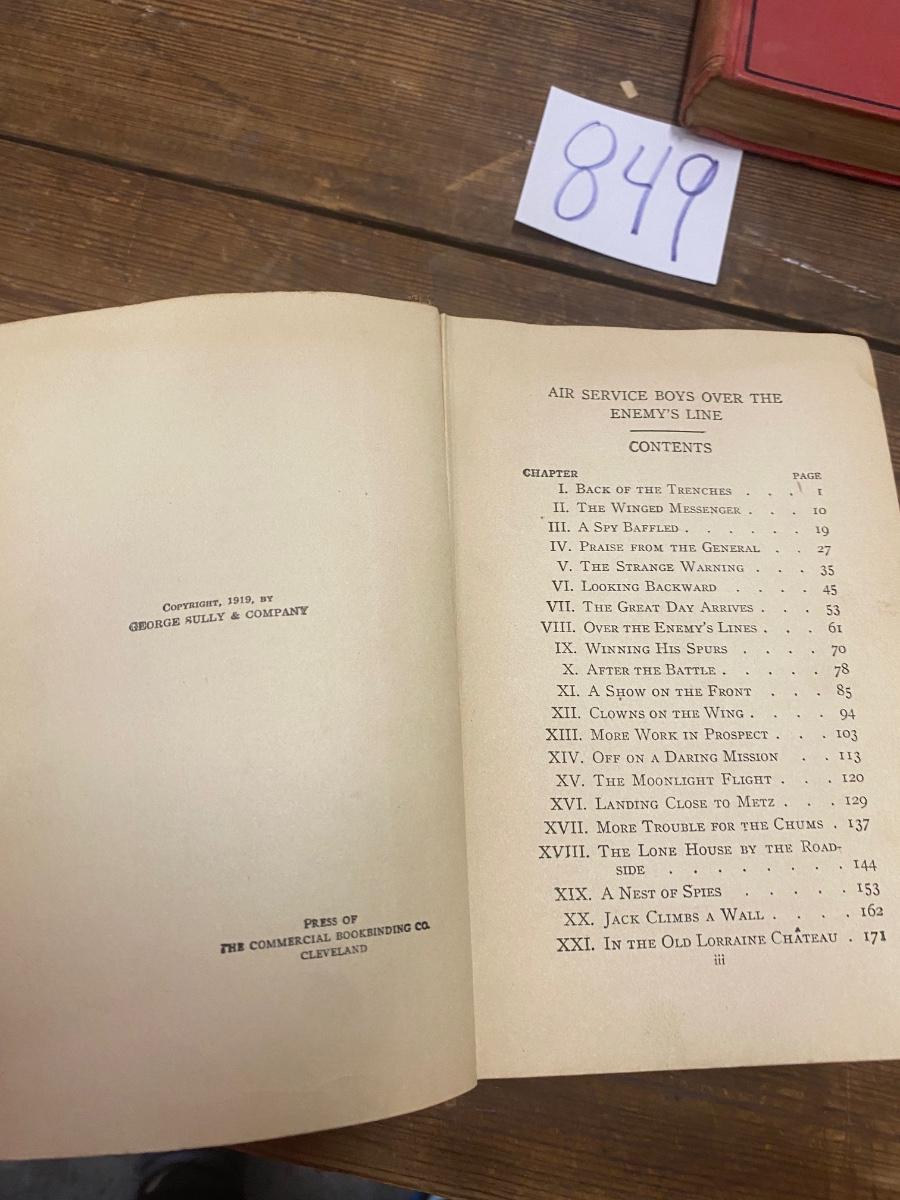 849
COPYRIGHT, 1919, BY
GEORGE SULLY & COMPANY
PRESS OF
THE COMMERCIAL BOOKBINDING CO.
CLEVELAND
AIR SERVICE BOYS OVER THE
ENEMY'S LINE
CONTENTS
CHAPTER PAGE
I. BACK OF THE TRENCHES . . . 1
II. THE WINGED MESSENGER . . . 10
III. A SPY BAFFLED . . . . . . 19
IV. PRAISE FROM THE GENERAL . . 27
V. THE STRANGE WARNING . . . 35
VI. LOOKING BACKWARD . . . . 45
VII. THE GREAT DAY ARRIVES . . . 53
VIII. OVER THE ENEMY'S LINES . . . 61
IX. WINNING HIS SPURS . . . . 70
X. AFTER THE BATTLE . . . . . 78
XI. A SHOW ON THE FRONT . . . 85
XII. CLOWNS ON THE WING . . . . 94
XIII. MORE WORK IN PROSPECT . . . 103
XIV. OFF ON A DARING MISSION . . 113
XV. THE MOONLIGHT FLIGHT . . . 120
XVI. LANDING CLOSE TO METZ . . . 129
XVII. MORE TROUBLE FOR THE CHUMS . 137
XVIII. THE LONE HOUSE BY THE ROAD-
SIDE . . . . . . . . 144
XIX. A NEST OF SPIES . . . . . 153
XX. JACK CLIMBS A WALL . . . . 162
XXI. IN THE OLD LORRAINE CHÂTEAU . 171
iii